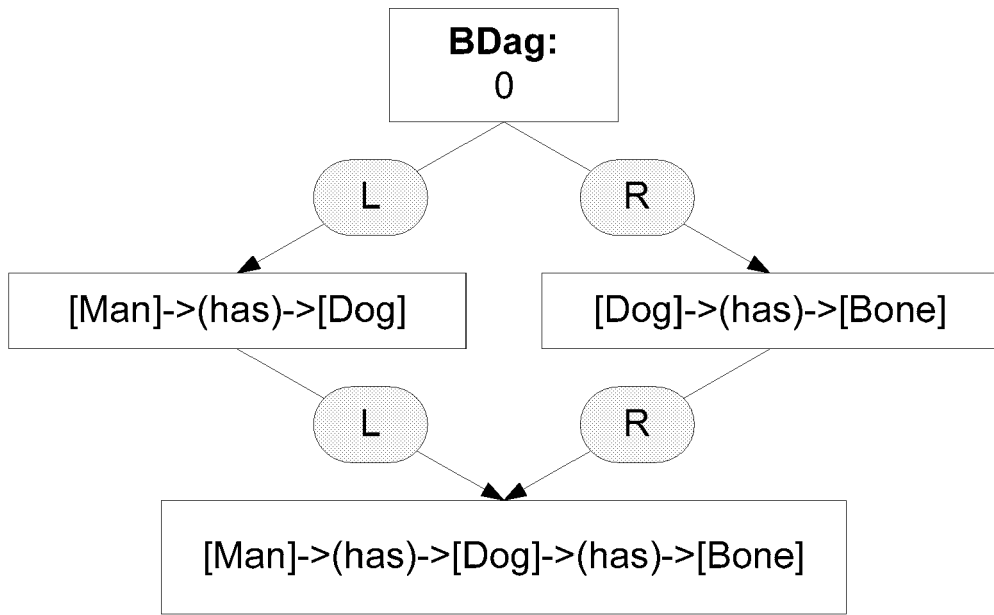 BDag:
0
L
R
[Man]->(has)->[Dog]
[Dog]->(has)->[Bone]
L
R
[Man]->(has)->[Dog]->(has)->[Bone]